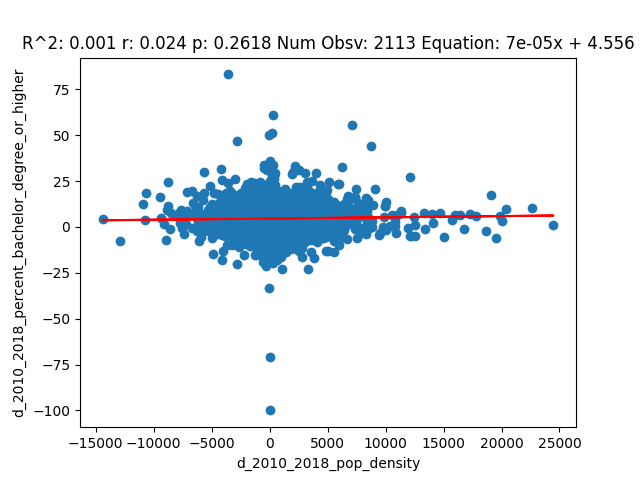 R^2: 0.001 r: 0.024 p: 0.2618 Num Obsv: 2113 Equation: 7e-05x + 4.556
d_2010_2018_percent_bachelor_degree_or_higher
75
50
25
0
−25
−50
−75
−100
−15000 −10000 −5000 0 5000 10000 15000 20000 25000
d_2010_2018_pop_density